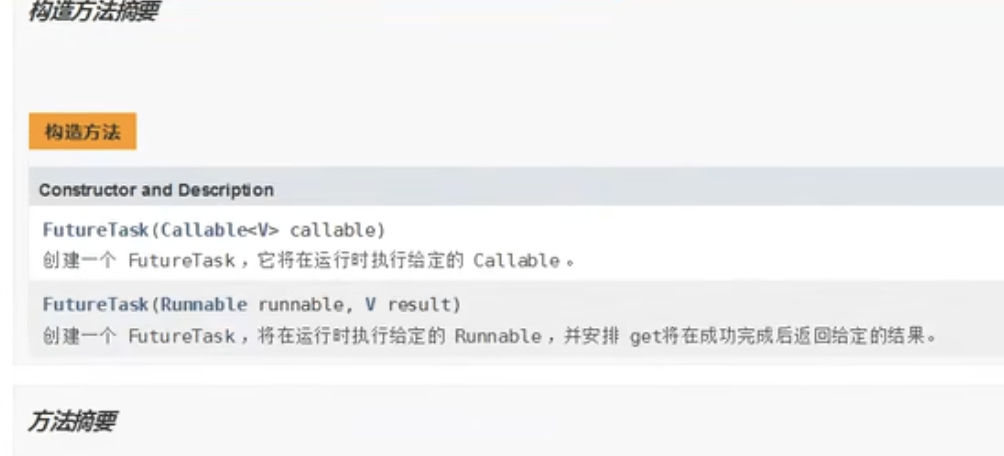 构造方法摘要
构造方法
Constructor and Description
FutureTask(Callable<V> callable)
创建一个 FutureTask，它将在运行时执行给定的 Callable。
FutureTask(Runnable runnable, V result)
创建一个 FutureTask，将在运行时执行给定的 Runnable，并安排 get将在成功完成后返回给定的结果。
方法摘要